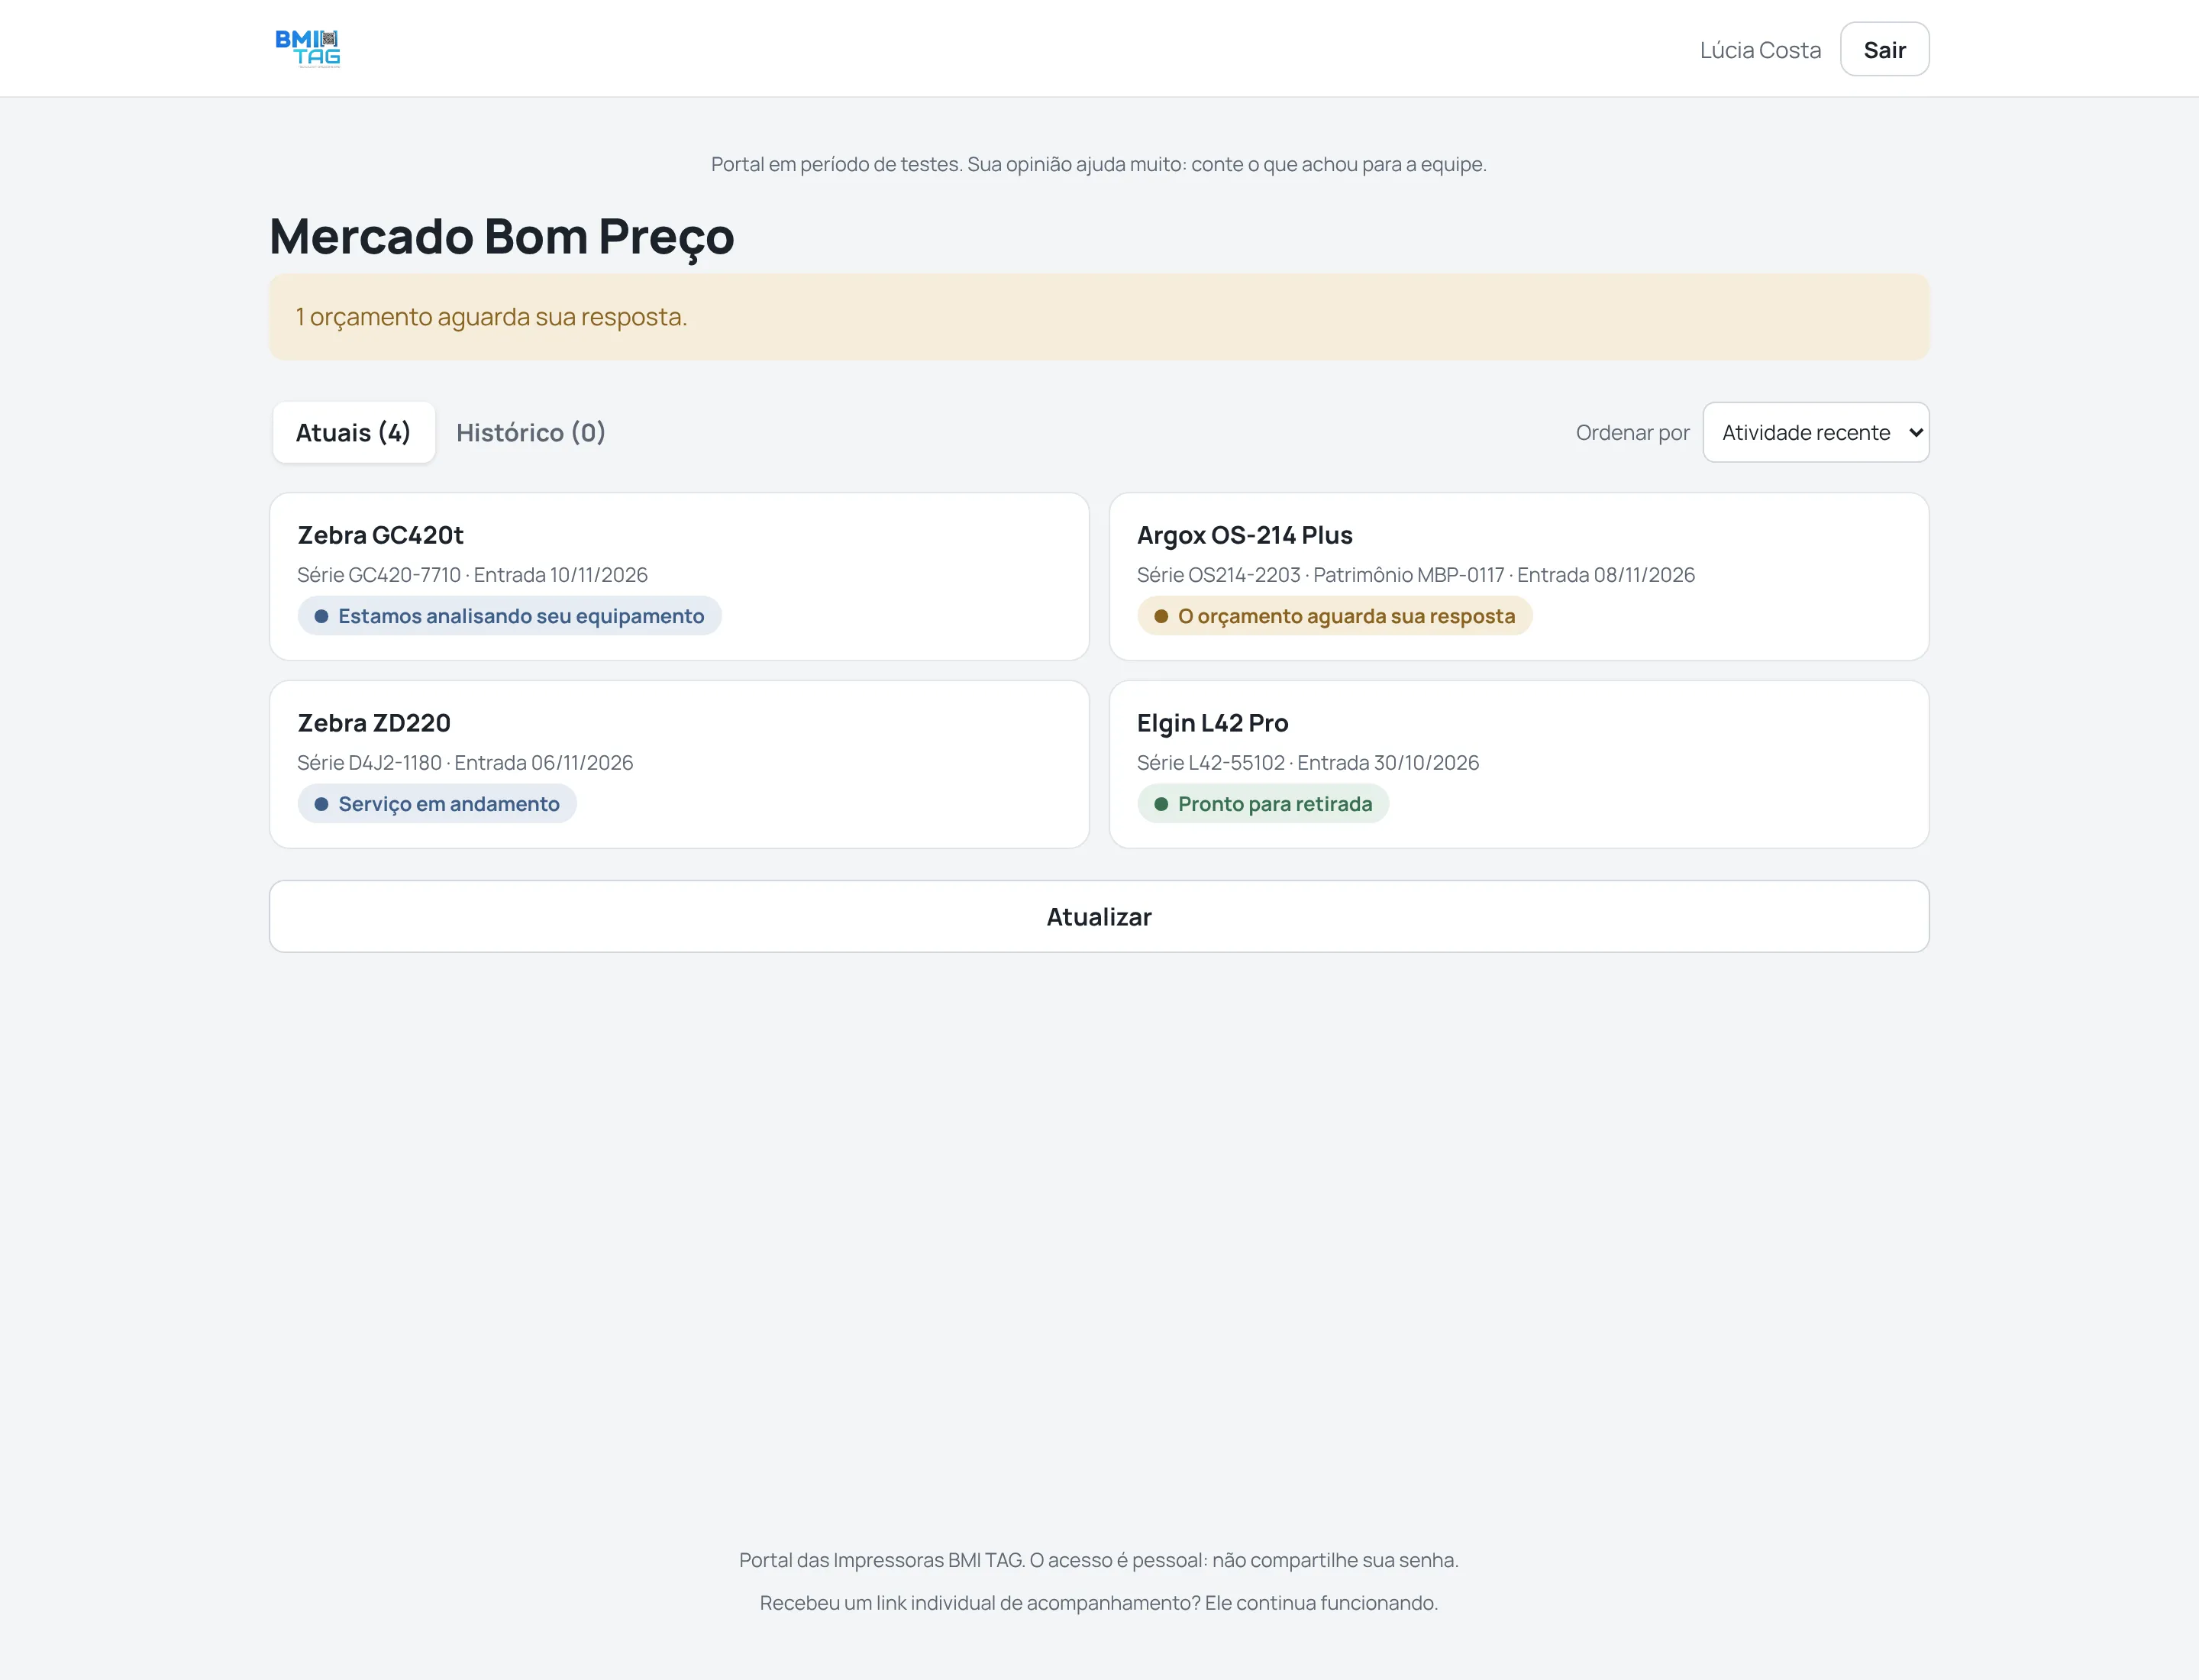 BMI
TAG
Lúcia Costa
Sair
Portal em período de testes. Sua opinião ajuda muito: conte o que achou para a equipe.
Mercado Bom Preço
1 orçamento aguarda sua resposta.
Atuais (4)
Histórico (0)
Ordenar por
Atividade recente
Zebra GC420t
Série GC420-7710 · Entrada 10/11/2026
Estamos analisando seu equipamento
Argox OS-214 Plus
Série OS214-2203 · Patrimônio MBP-0117 · Entrada 08/11/2026
O orçamento aguarda sua resposta
Zebra ZD220
Série D4J2-1180 · Entrada 06/11/2026
Serviço em andamento
Elgin L42 Pro
Série L42-55102 · Entrada 30/10/2026
Pronto para retirada
Atualizar
Portal das Impressoras BMI TAG. O acesso é pessoal: não compartilhe sua senha.
Recebeu um link individual de acompanhamento? Ele continua funcionando.